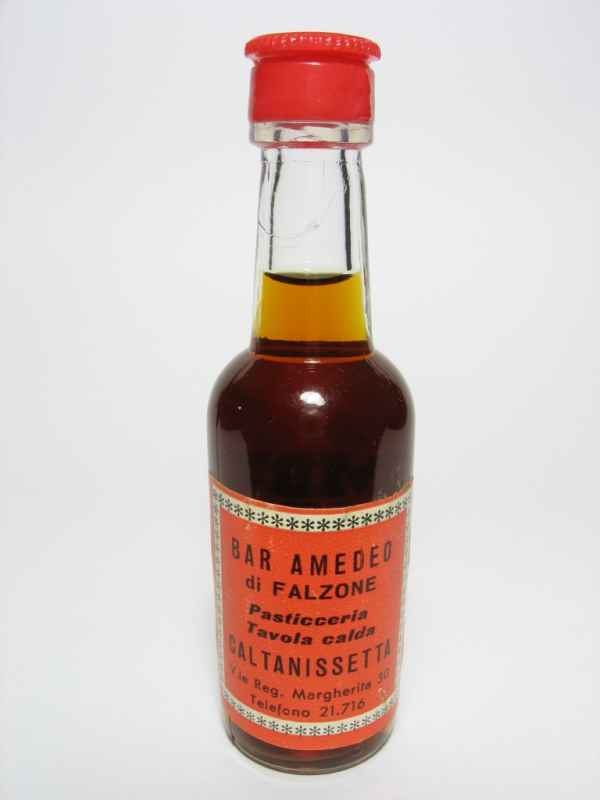 BAR AMEDEO
di FALZONE
Pasticceria
Tavola calda
CALTANISSETTA
V.le Reg. Margherita 30
Telefono 21.716